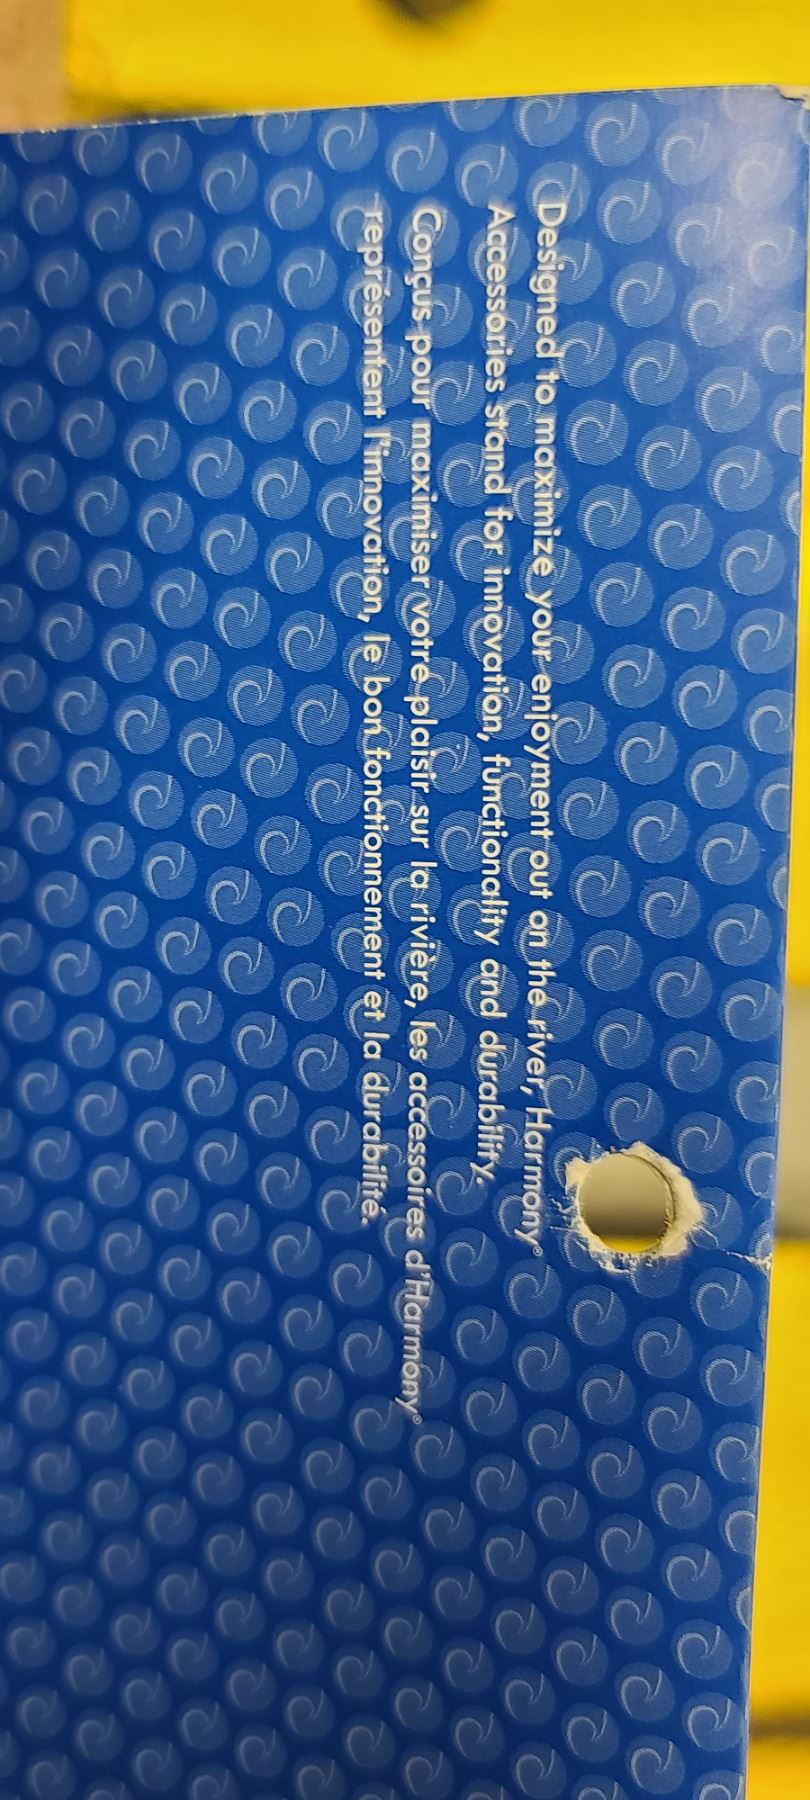 Designed to maximize your enjoyment out on the river, Harmony®
Accessories stand for innovation, functionality and durability.
Conçus pour maximiser votre plaisir sur la rivière, les accessoires d'Harmony®
représentent l'innovation, le bon fonctionnement et la durabilité.